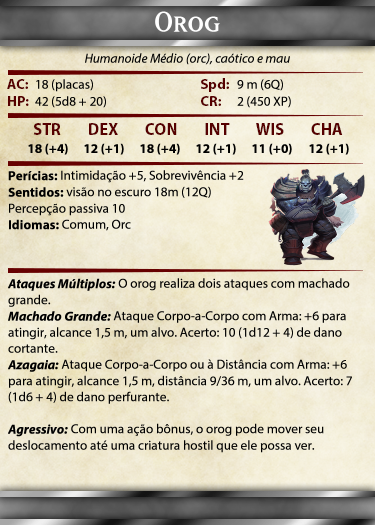 OROG
Humanoide Médio (orc), caótico e mau
AC: 18 (placas) Spd: 9 m (6Q)
HP: 42 (5d8 + 20) CR: 2 (450 XP)
STR DEX CON INT WIS CHA
18 (+4) 12 (+1) 18 (+4) 12 (+1) 11 (+0) 12 (+1)
Perícias: Intimidação +5, Sobrevivência +2
Sentidos: visão no escuro 18m (12Q)
Percepção passiva 10
Idiomas: Comum, Orc
Ataques Múltiplos: O orog realiza dois ataques com machado
grande.
Machado Grande: Ataque Corpo-a-Corpo com Arma: +6 para
atingir, alcance 1,5 m, um alvo. Acerto: 10 (1d12 + 4) de dano
cortante.
Azagaia: Ataque Corpo-a-Corpo ou à Distância com Arma: +6
para atingir, alcance 1,5 m, distância 9/36 m, um alvo. Acerto: 7
(1d6 + 4) de dano perfurante.
Agressivo: Com uma ação bônus, o orog pode mover seu
deslocamento até uma criatura hostil que ele possa ver.